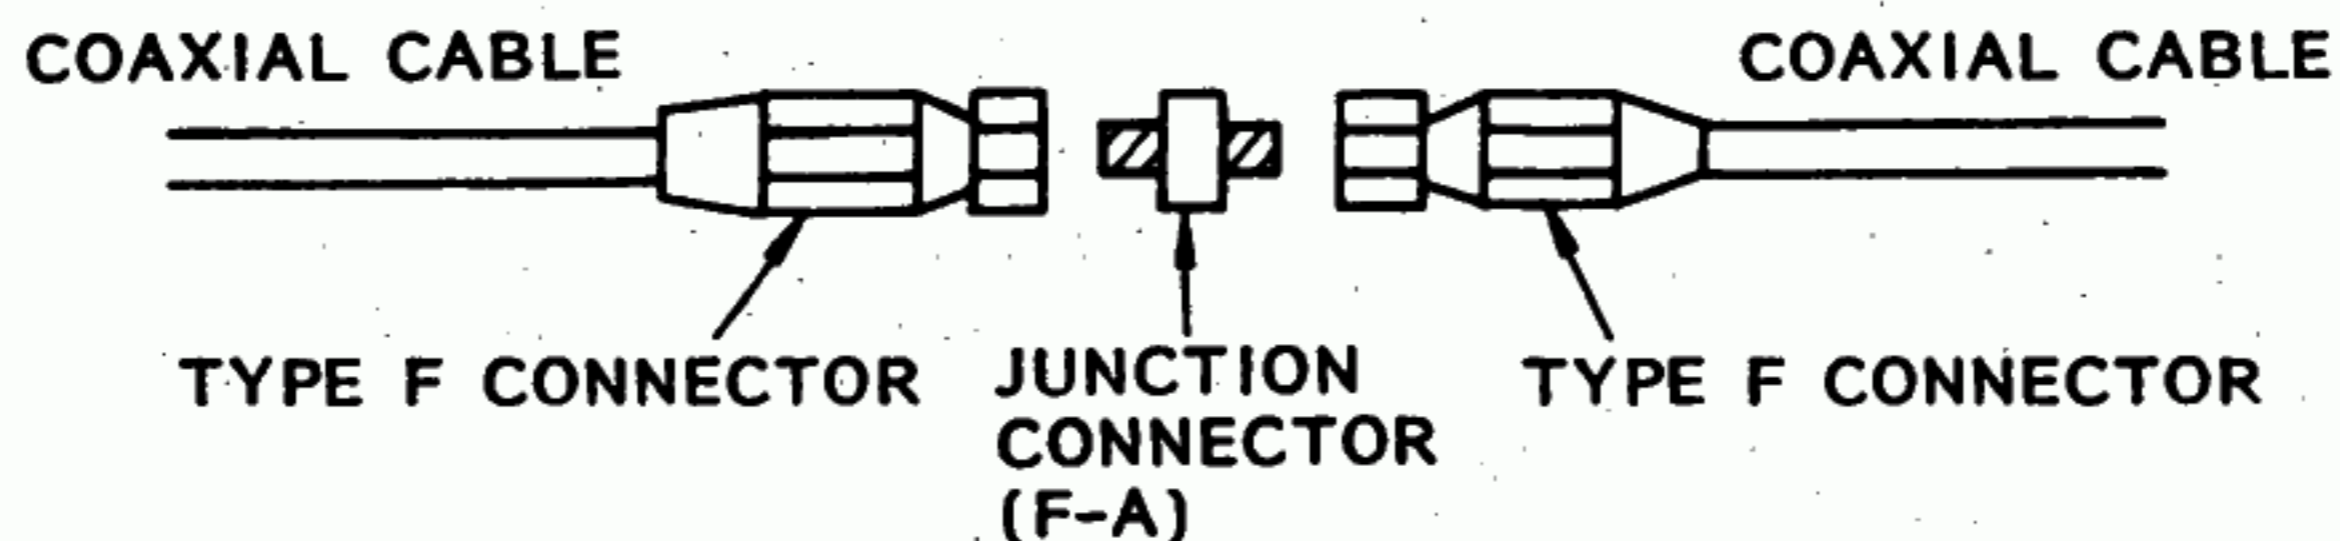 COAXIAL CABLE
COAXIAL CABLE
TYPE F CONNECTOR
JUNCTION
CONNECTOR
(F-A)
TYPE F CONNECTOR